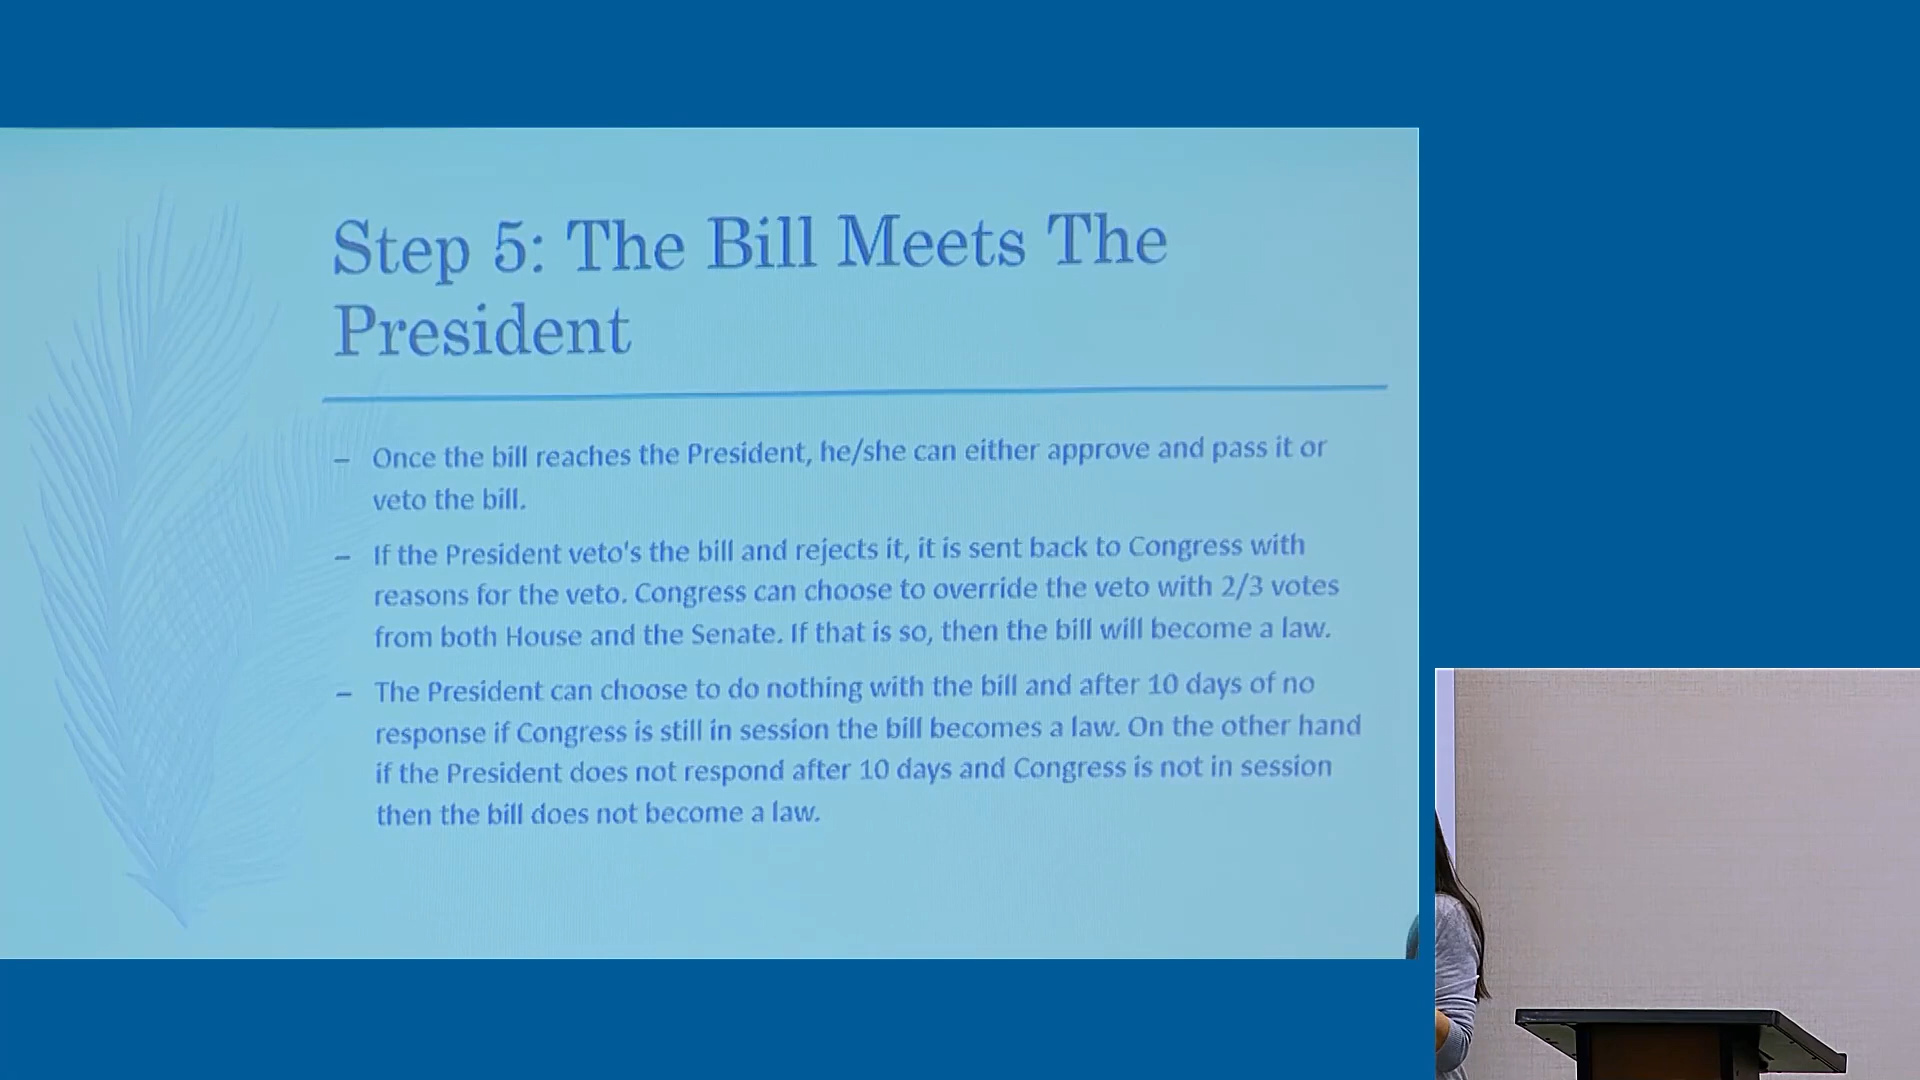 Step 5: The Bill Meets The
President
– Once the bill reaches the President, he/she can either approve and pass it or
veto the bill.
– If the President veto's the bill and rejects it, it is sent back to Congress with
reasons for the veto. Congress can choose to override the veto with 2/3 votes
from both House and the Senate. If that is so, then the bill will become a law.
– The President can choose to do nothing with the bill and after 10 days of no
response if Congress is still in session the bill becomes a law. On the other hand
if the President does not respond after 10 days and Congress is not in session
then the bill does not become a law.